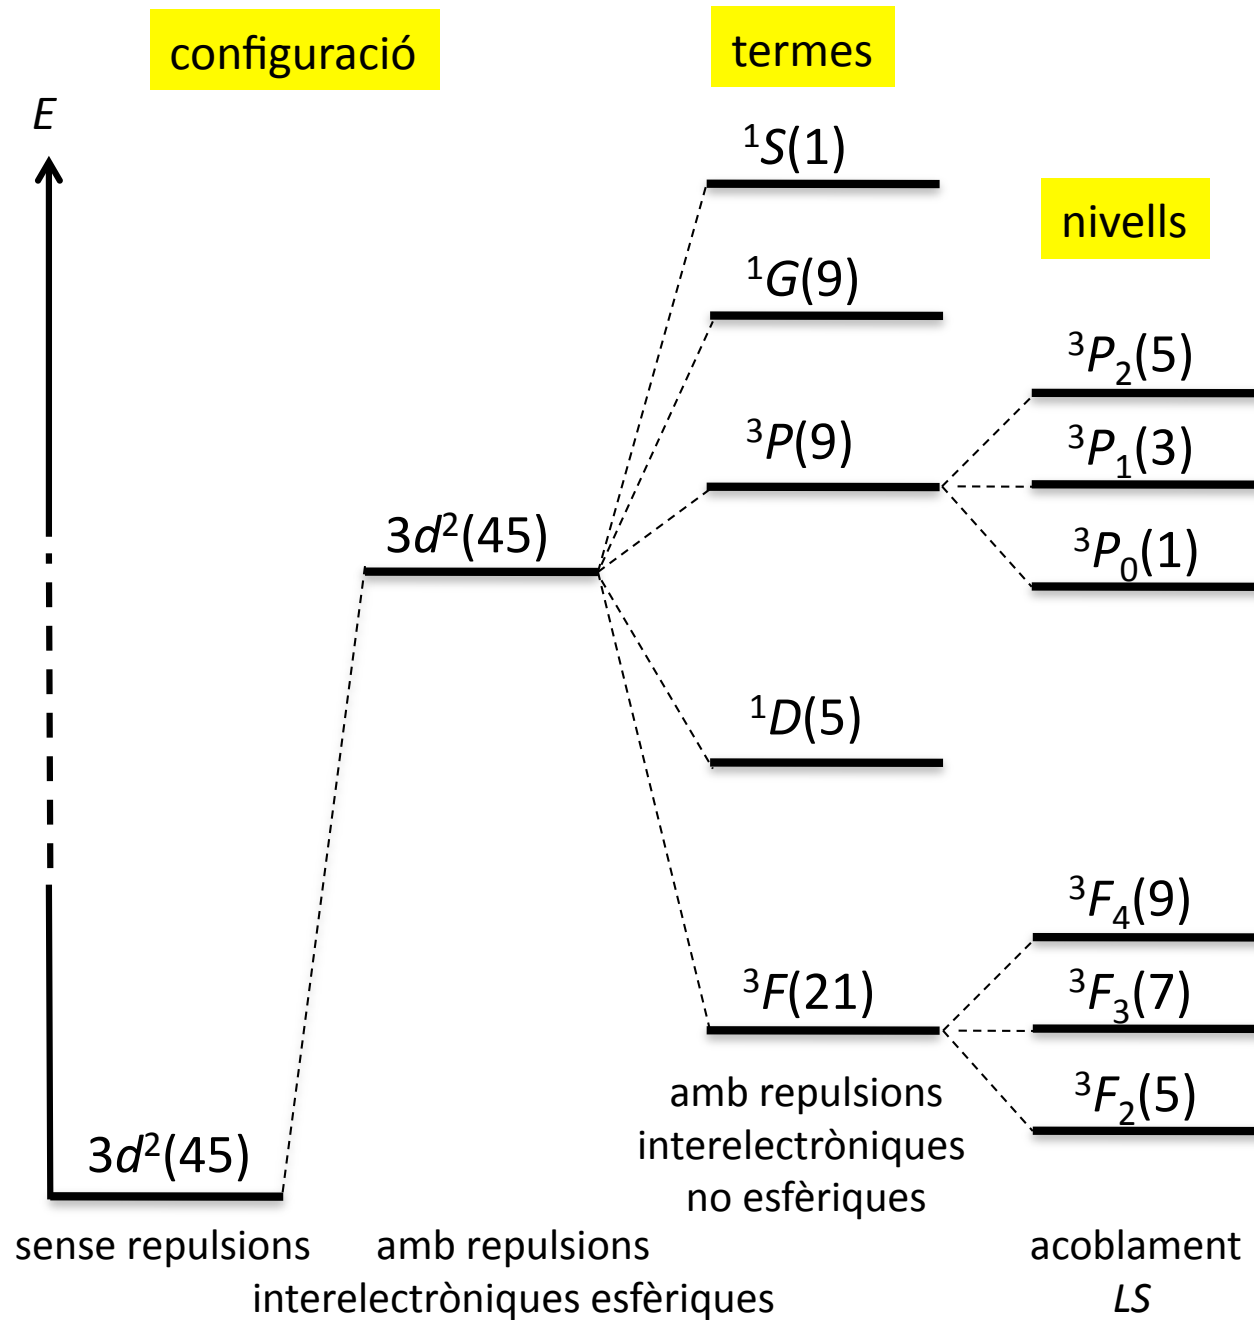 configuració
termes
E
¹S(1)
nivells
¹G(9)
³P₂(5)
³P(9)
³P₁(3)
3d²(45)
³P₀(1)
¹D(5)
³F₄(9)
³F(21)
³F₃(7)
amb repulsions
interelectròniques
no esfèriques
³F₂(5)
3d²(45)
sense repulsions
amb repulsions
interelectròniques esfèriques
acoblament
LS